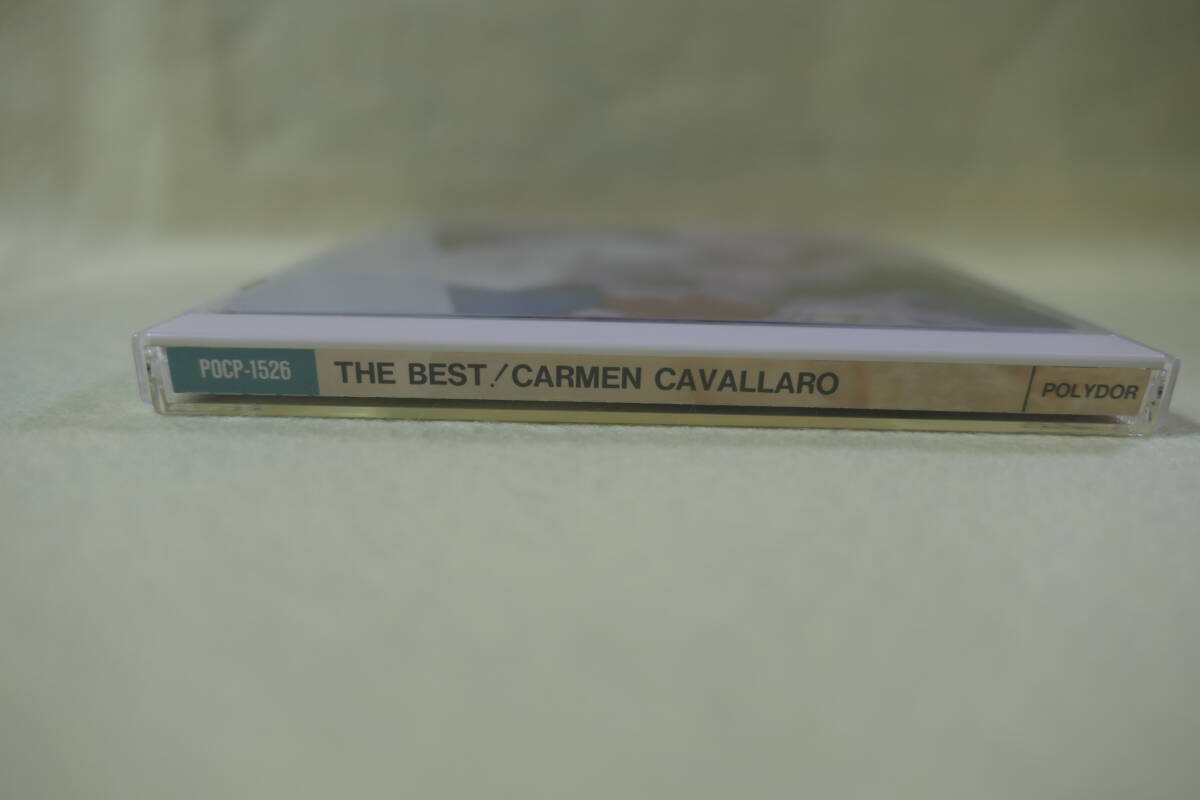 POCP-1526 THE BEST!/CARMEN CAVALLARO POLYDOR